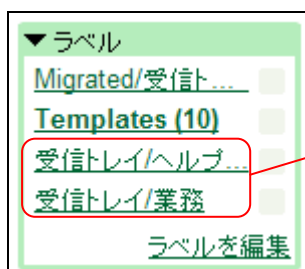 ▼ラベル
Migrated/受信ト...
Templates (10)
受信トレイ/ヘルプ...
受信トレイ/業務
ラベルを編集